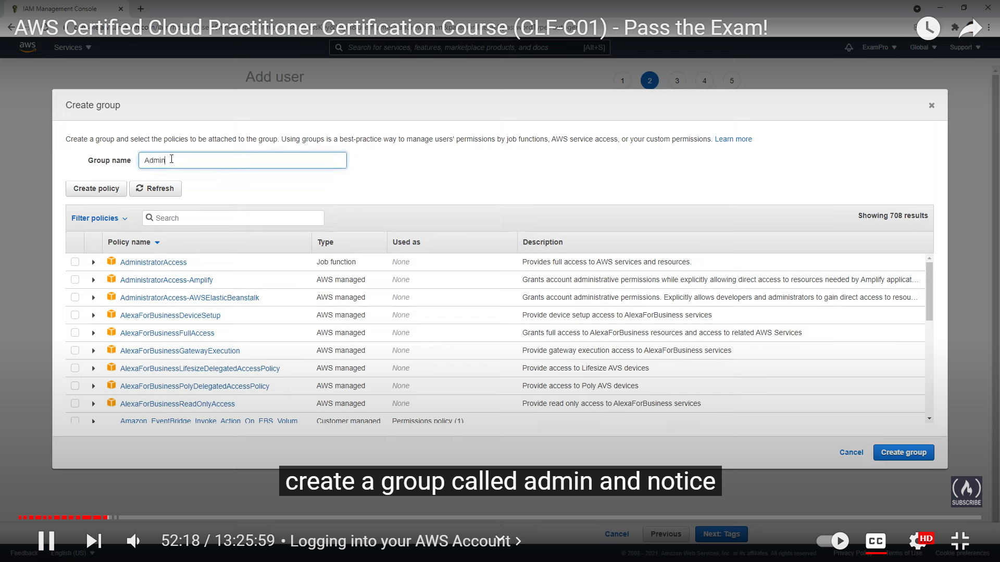 IAM Management Console
AWS Certified Cloud Practitioner Certification Course (CLF-C01) - Pass the Exam!
aws
Services
Search for services, features, marketplace products, and docs
[Alt+S]
ExamPro
Global
Support
Add user
1
2
3
4
5
Create group
Create a group and select the policies to be attached to the group. Using groups is a best-practice way to manage users' permissions by job functions, AWS service access, or your custom permissions. Learn more
Group name
Admin
Create policy
Refresh
Filter policies
Search
Showing 708 results
Policy name Type Used as Description
AdministratorAccess Job function None Provides full access to AWS services and resources.
AdministratorAccess-Amplify AWS managed None Grants account administrative permissions while explicitly allowing direct access to resources needed by Amplify applicat...
AdministratorAccess-AWSElasticBeanstalk AWS managed None Grants account administrative permissions. Explicitly allows developers and administrators to gain direct access to resou...
AlexaForBusinessDeviceSetup AWS managed None Provide device setup access to AlexaForBusiness services
AlexaForBusinessFullAccess AWS managed None Grants full access to AlexaForBusiness resources and access to related AWS Services
AlexaForBusinessGatewayExecution AWS managed None Provide gateway execution access to AlexaForBusiness services
AlexaForBusinessLifesizeDelegatedAccessPolicy AWS managed None Provide access to Lifesize AVS devices
AlexaForBusinessPolyDelegatedAccessPolicy AWS managed None Provide access to Poly AVS devices
AlexaForBusinessReadOnlyAccess AWS managed None Provide read only access to AlexaForBusiness services
Amazon_EventBridge_Invoke_Action_On_EBS_Volum Customer managed Permissions policy (1)
Cancel
Create group
create a group called admin and notice
SUBSCRIBE
52:18 / 13:25:59 • Logging into your AWS Account
Cancel
Previous
Next: Tags
CC
HD
Feedback
English (US)
© 2008 - 2021, Amazon Web Services, Inc. or its affiliates. All rights reserved.
Terms of Use
Cookie preferences